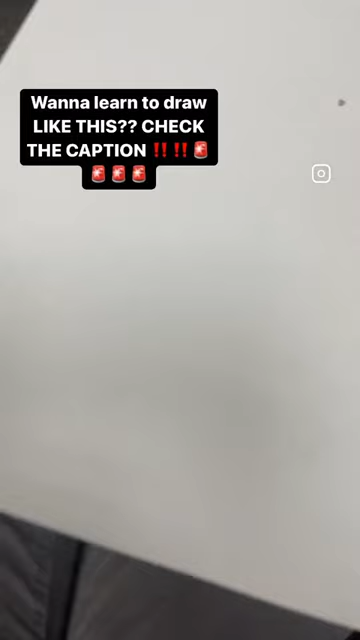 Wanna learn to draw
LIKE THIS?? CHECK
THE CAPTION ‼️‼️🚨
🚨🚨🚨